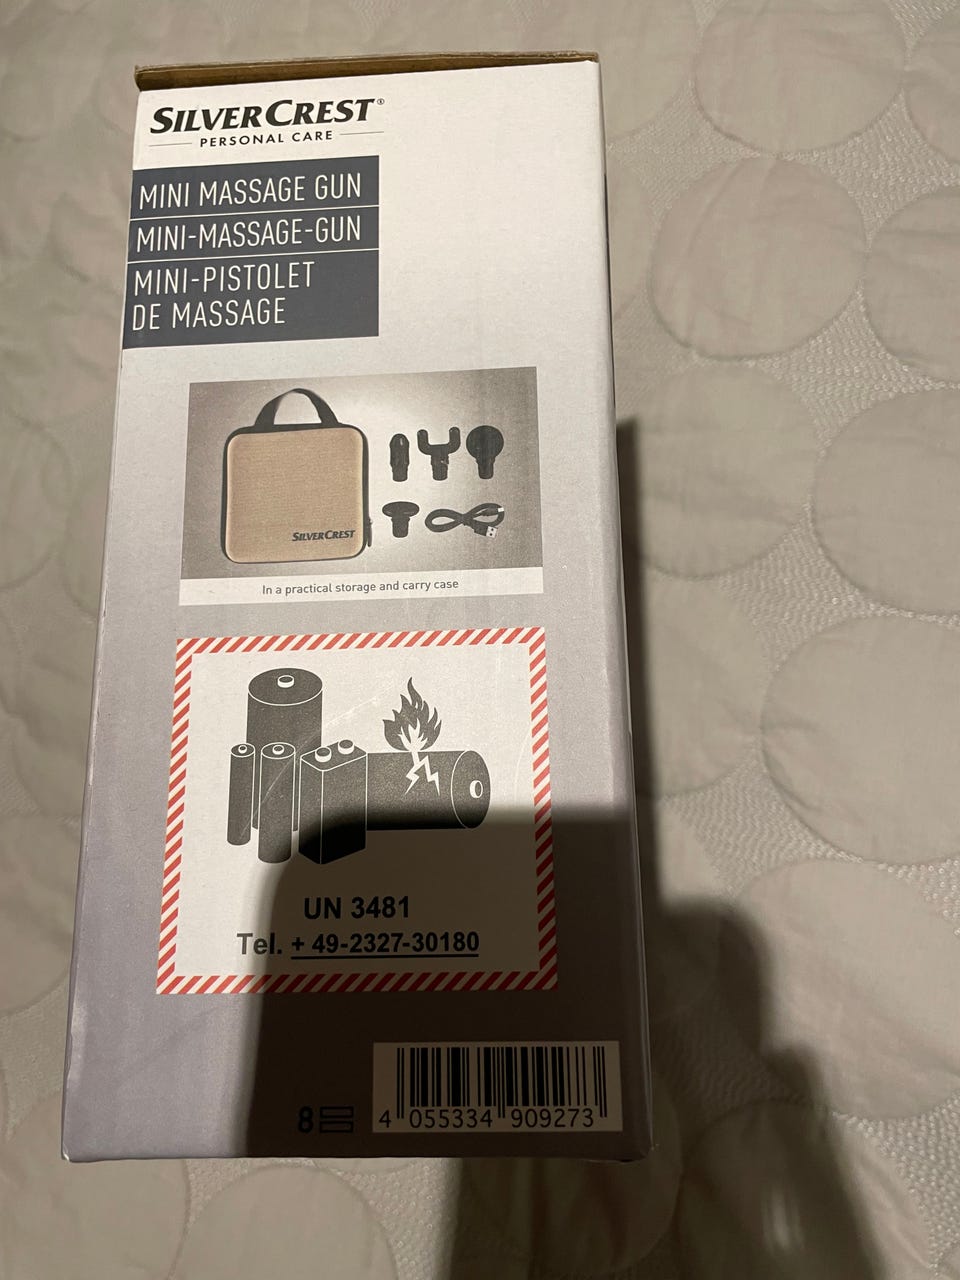 SILVERCREST®
PERSONAL CARE
MINI MASSAGE GUN
MINI-MASSAGE-GUN
MINI-PISTOLET
DE MASSAGE
SILVERCREST
In a practical storage and carry case
UN 3481
Tel. + 49-2327-30180
8
4 055334 909273